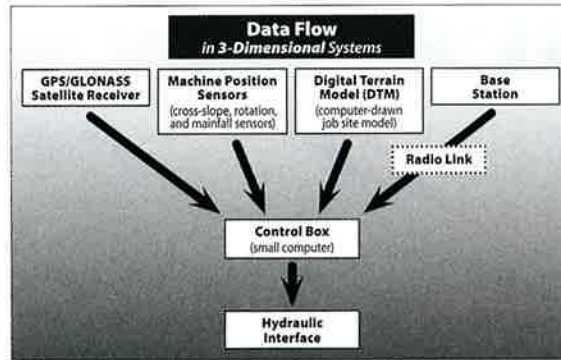 Data Flow
in 3-Dimensional Systems
GPS/GLONASS
Satellite Receiver
Machine Position
Sensors
(cross-slope, rotation,
and mainfall sensors)
Digital Terrain
Model (DTM)
(computer-drawn
job site model)
Base
Station
Radio Link
Control Box
(small computer)
Hydraulic
Interface